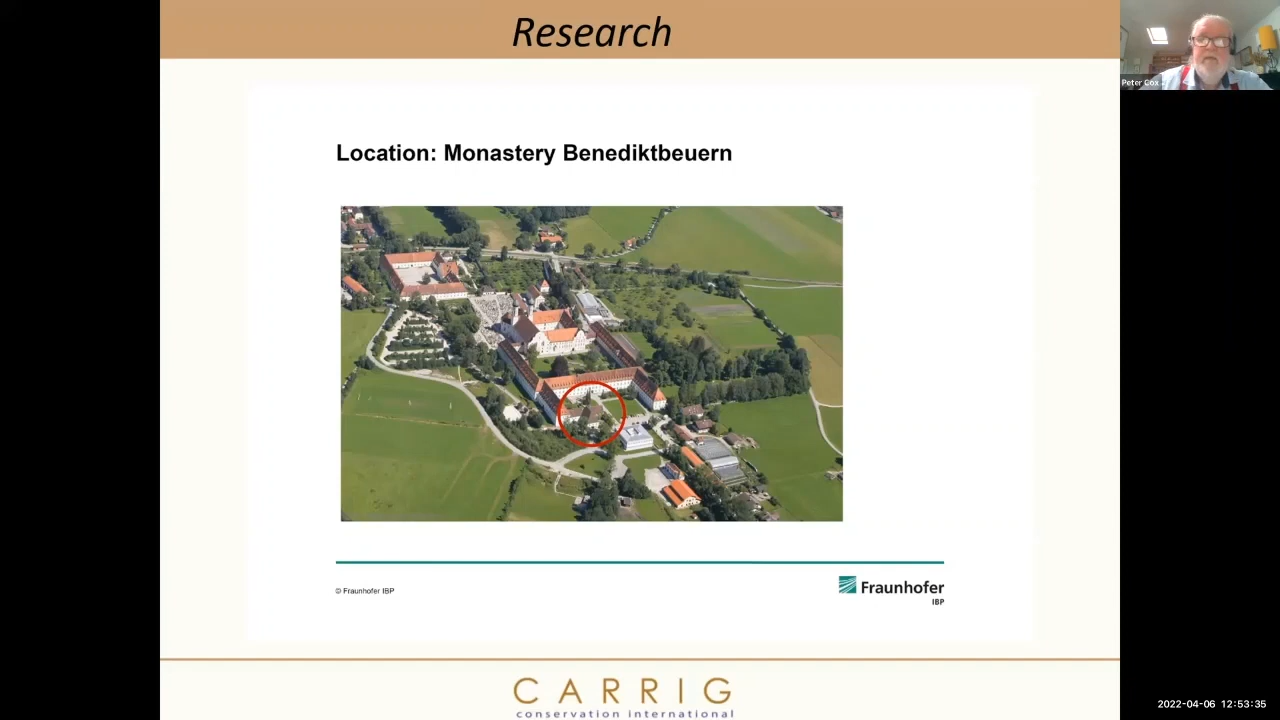 Research
Peter Cox
Location: Monastery Benediktbeuern
© Fraunhofer IBP
Fraunhofer
IBP
CARRIG
conservation international
2022-04-06 12:53:35